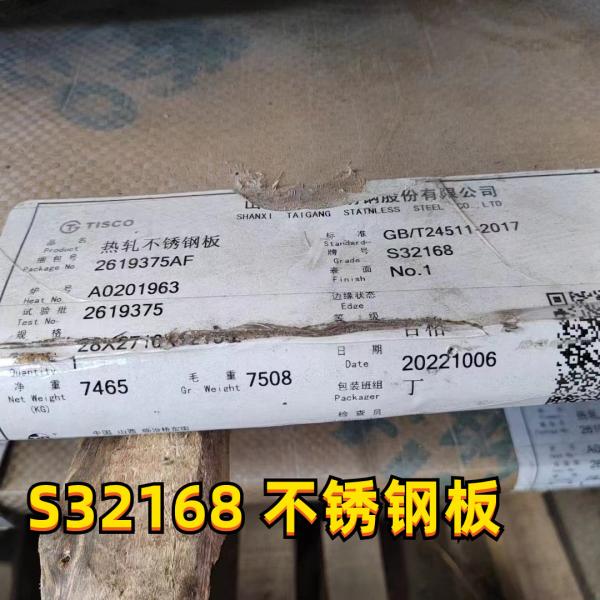 钢股份有限公司
SHANXI TAIGANG STAINLESS STEEL CO.,LTD
TISCO
品 名 热轧不锈钢板
Product
标 准 GB/T24511-2017
Standard
捆包号 2619375AF
Package No
牌 号 S32168
Grade
炉 号 A0201963
Heat No.
表 面 No.1
Finish
试验批 2619375
Test No.
边缘状态
Edge
规 格
等 级
合格
Quantity 1
日 期 20221006
Date
净 重 7465
Net Weight
(KG)
毛 重 7508
Gr. Weight
包装班组 丁
Packager
检 查 员
S32168 不锈钢板